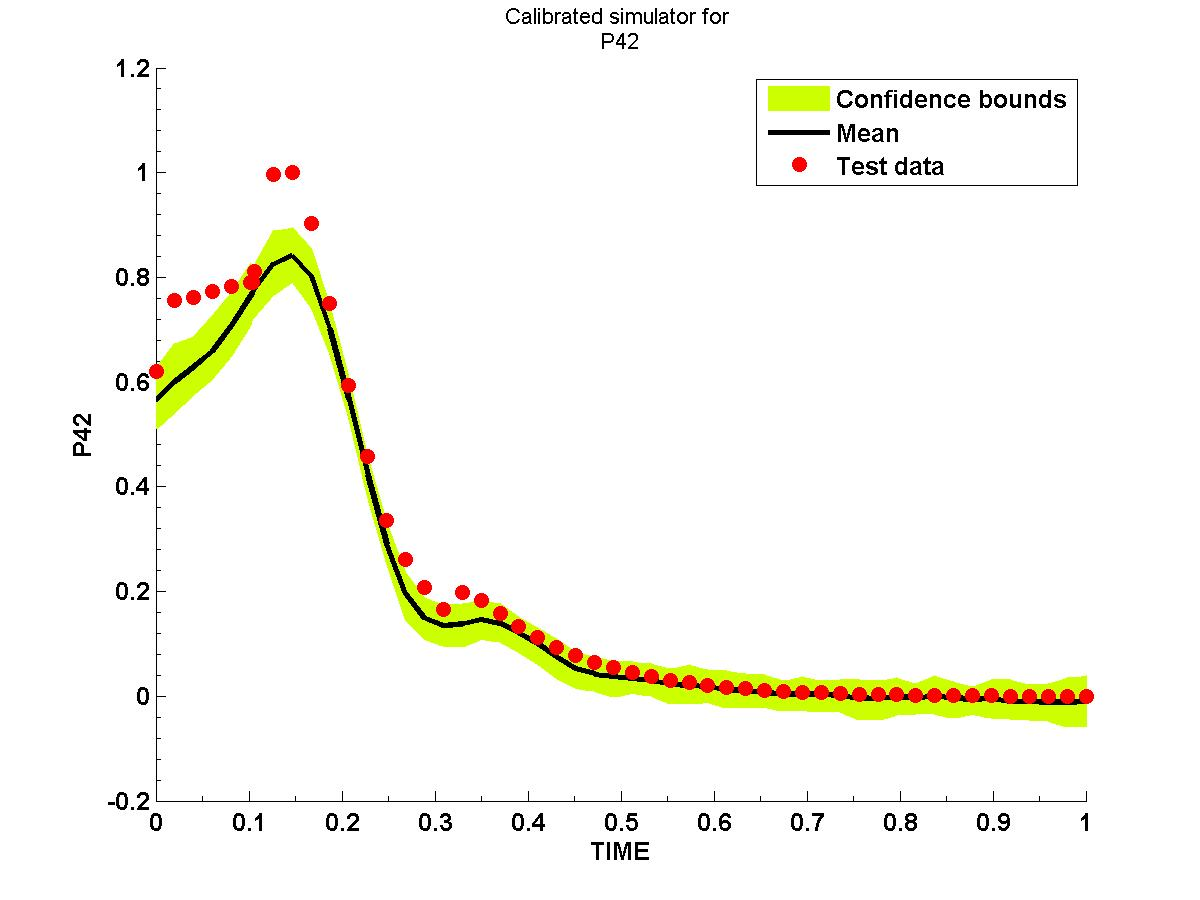 Calibrated simulator for
P42
1.2
1
0.8
0.6
0.4
0.2
0
-0.2
P42
0
0.1
0.2
0.3
0.4
0.5
0.6
0.7
0.8
0.9
1
TIME
Confidence bounds
Mean
Test data